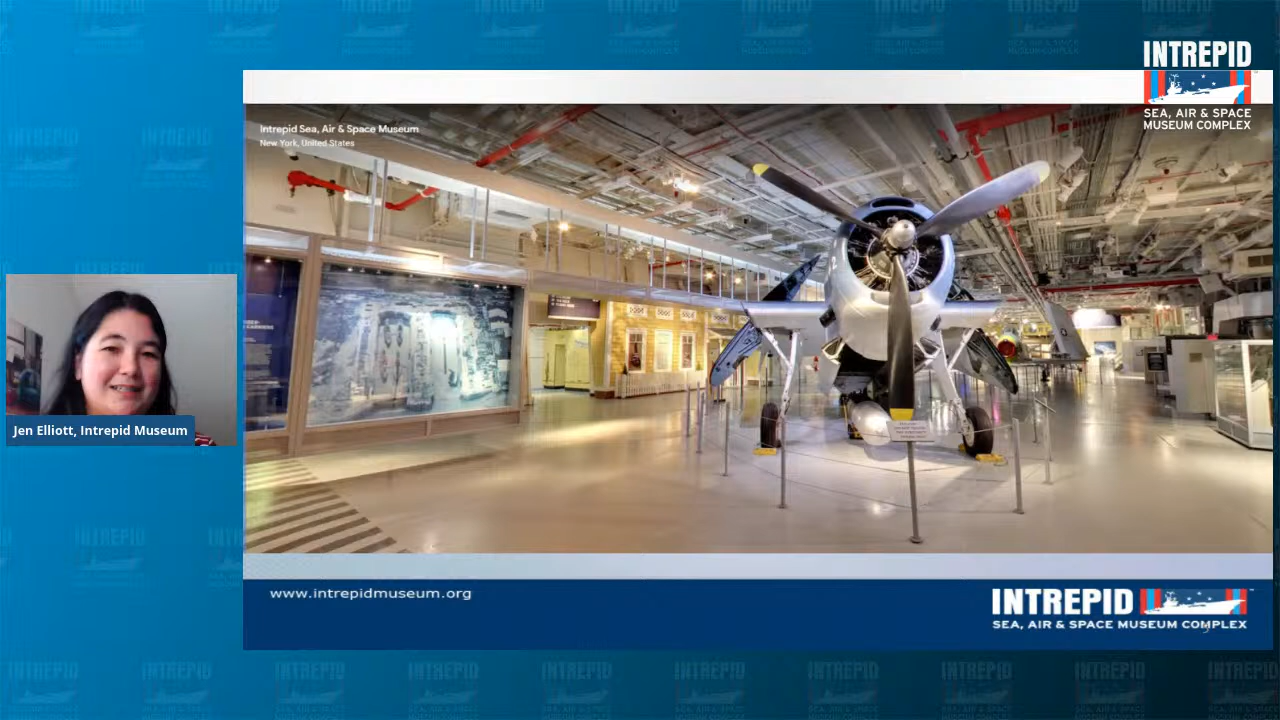 INTREPID
SEA, AIR & SPACE
MUSEUM COMPLEX
Intrepid Sea, Air & Space Museum
New York, United States
Jen Elliott, Intrepid Museum
www.intrepidmuseum.org
INTREPID
SEA, AIR & SPACE MUSEUM COMPLEX